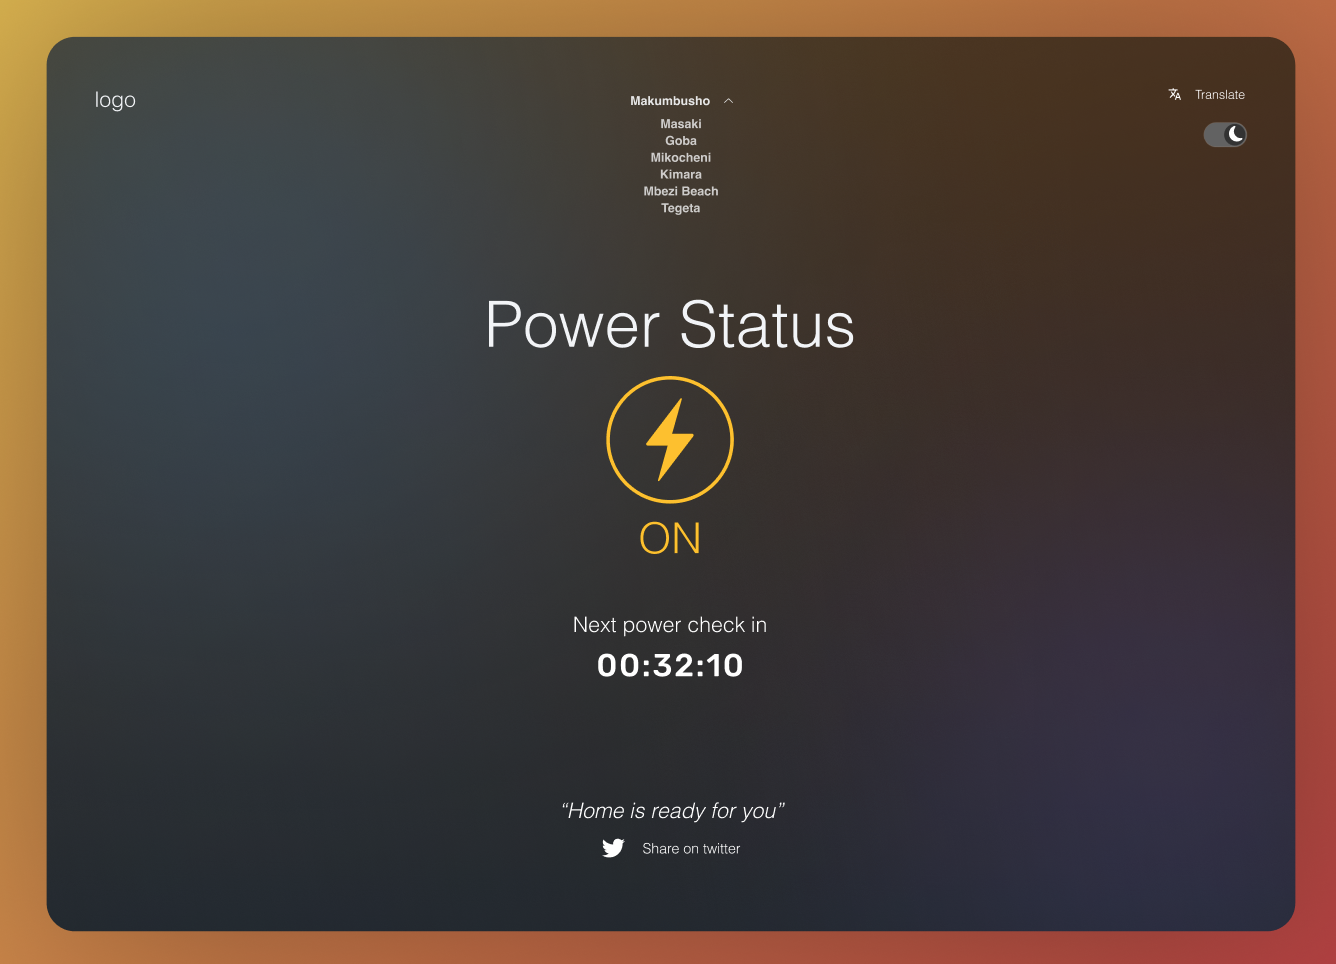 logo
Makumbusho
Masaki
Goba
Mikocheni
Kimara
Mbezi Beach
Tegeta
Translate
Power Status
ON
Next power check in
00:32:10
“Home is ready for you”
Share on twitter